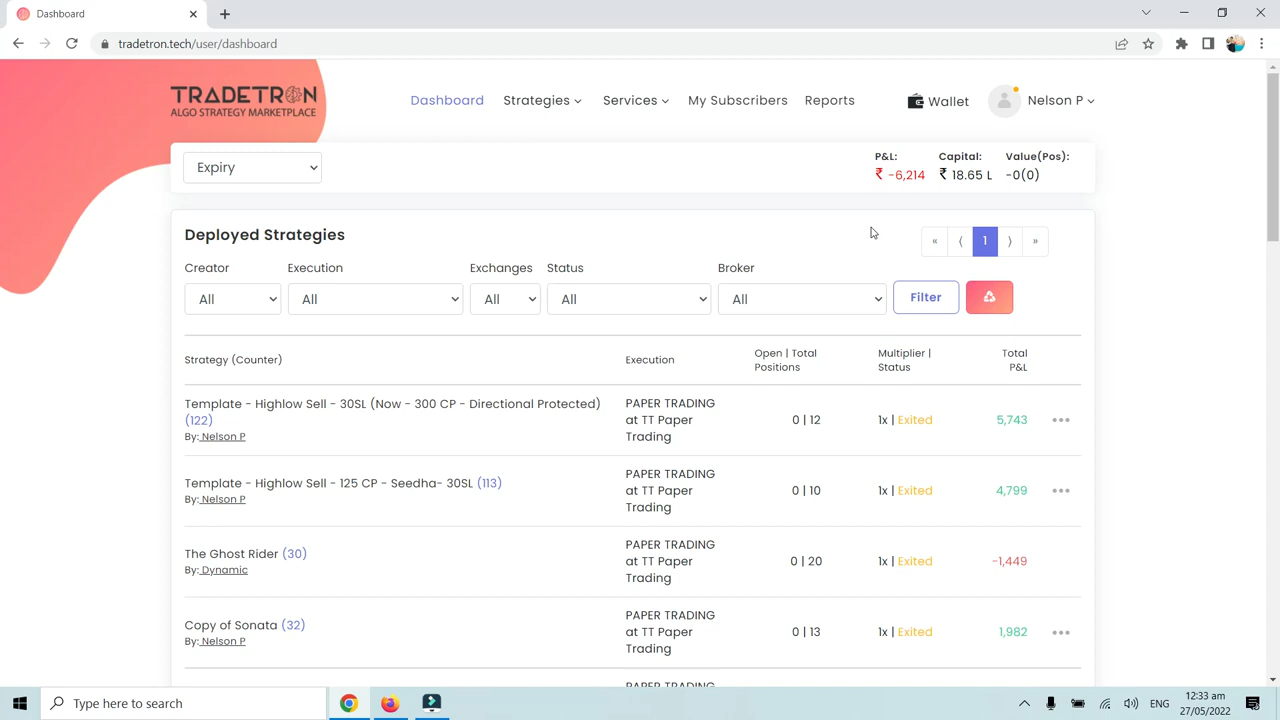 Dashboard
tradetron.tech/user/dashboard
TRADETRON
ALGO STRATEGY MARKETPLACE
Dashboard Strategies Services My Subscribers Reports Wallet Nelson P
Expiry
P&L: Capital: Value(Pos):
₹ -6,214 ₹ 18.65 L -0(0)
Deployed Strategies
« ⟨ 1 ⟩ »
Creator Execution Exchanges Status Broker
All All All All All Filter
Strategy (Counter) Execution Open | Total Positions Multiplier | Status Total P&L
Template - Highlow Sell - 30SL (Now - 300 CP - Directional Protected)
(122)
By: Nelson P
PAPER TRADING
at TT Paper
Trading
0 | 12 1x | Exited 5,743
Template - Highlow Sell - 125 CP - Seedha- 30SL (113)
By: Nelson P
PAPER TRADING
at TT Paper
Trading
0 | 10 1x | Exited 4,799
The Ghost Rider (30)
By: Dynamic
PAPER TRADING
at TT Paper
Trading
0 | 20 1x | Exited -1,449
Copy of Sonata (32)
By: Nelson P
PAPER TRADING
at TT Paper
Trading
0 | 13 1x | Exited 1,982
PAPER TRADING
Type here to search
ENG
12:33 am
27/05/2022